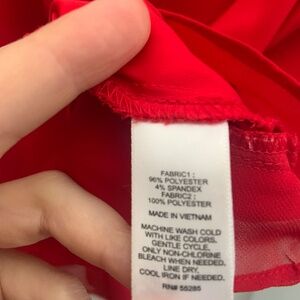 FABRIC1 :
96% POLYESTER
4% SPANDEX
FABRIC2 :
100% POLYESTER
MADE IN VIETNAM
MACHINE WASH COLD
WITH LIKE COLORS,
GENTLE CYCLE,
ONLY NON-CHLORINE
BLEACH WHEN NEEDED,
LINE DRY,
COOL IRON IF NEEDED.
RN# 55285